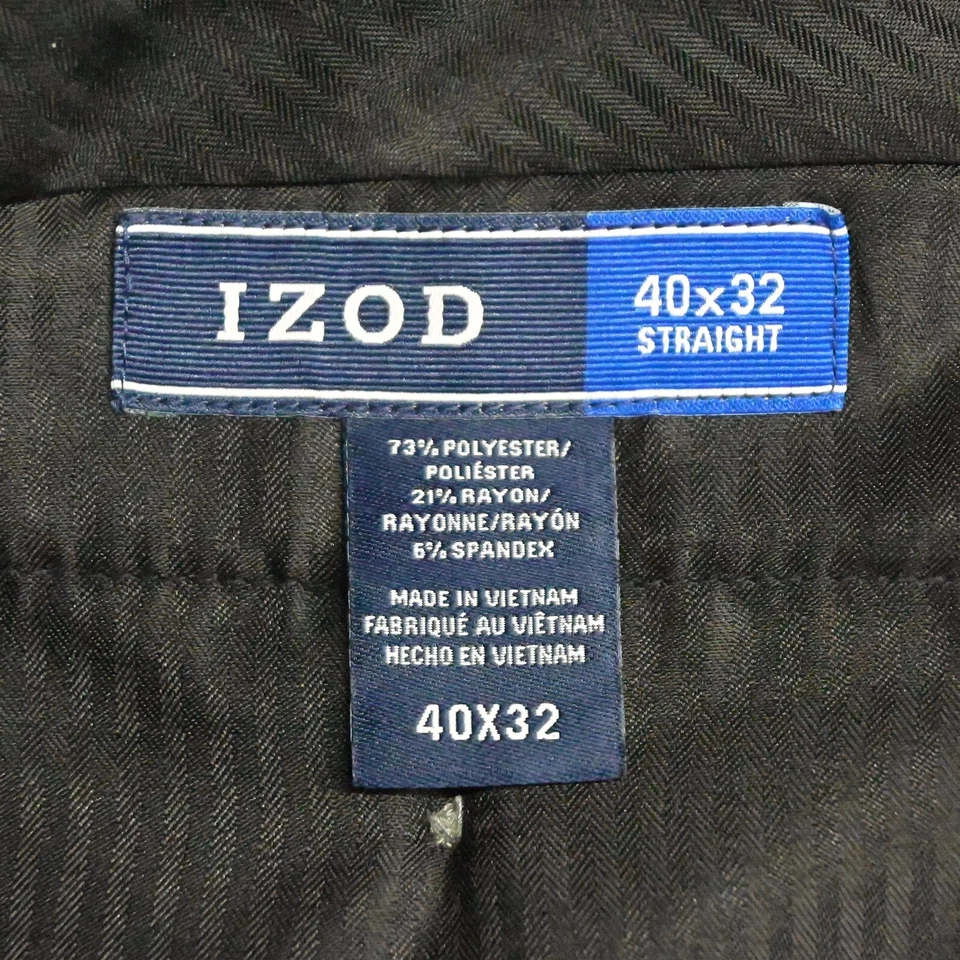 IZOD
40x32
STRAIGHT
73% POLYESTER/
POLIÉSTER
21% RAYON/
RAYONNE/RAYÓN
6% SPANDEX
MADE IN VIETNAM
FABRIQUÉ AU VIÊTNAM
HECHO EN VIETNAM
40X32